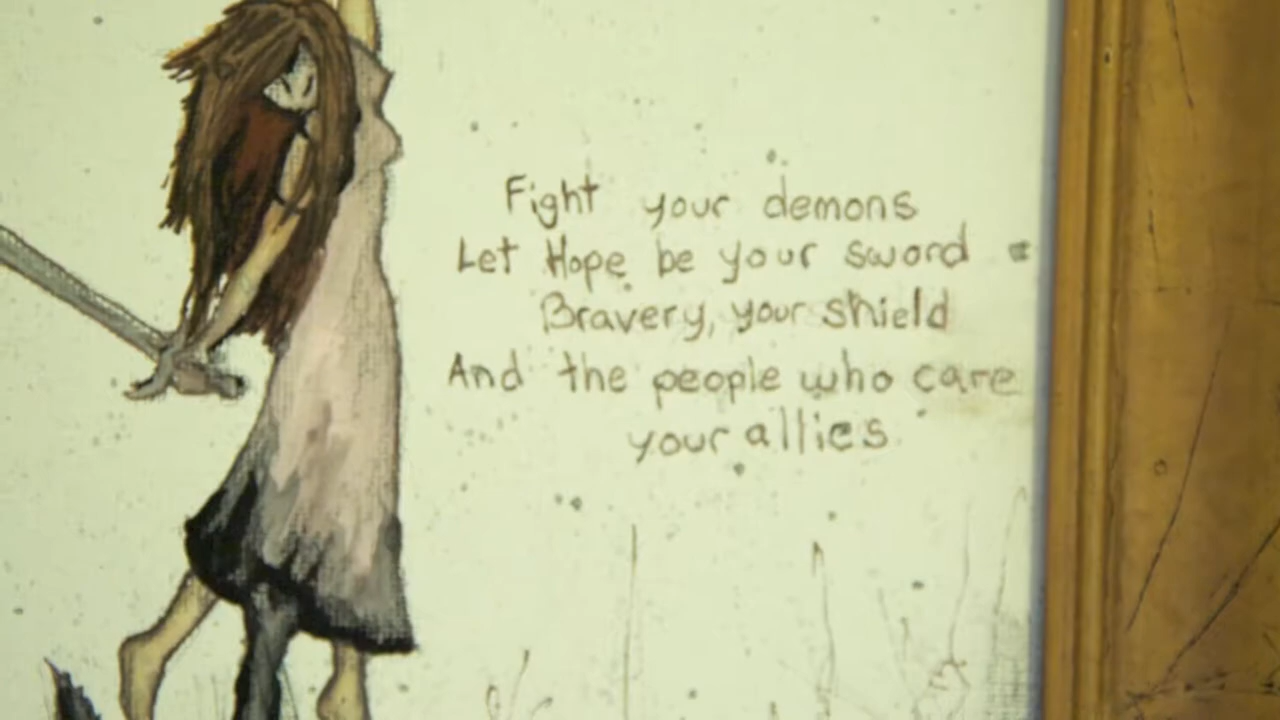 Fight your demons
Let Hope be your sword
Bravery, your shield
And the people who care
your allies